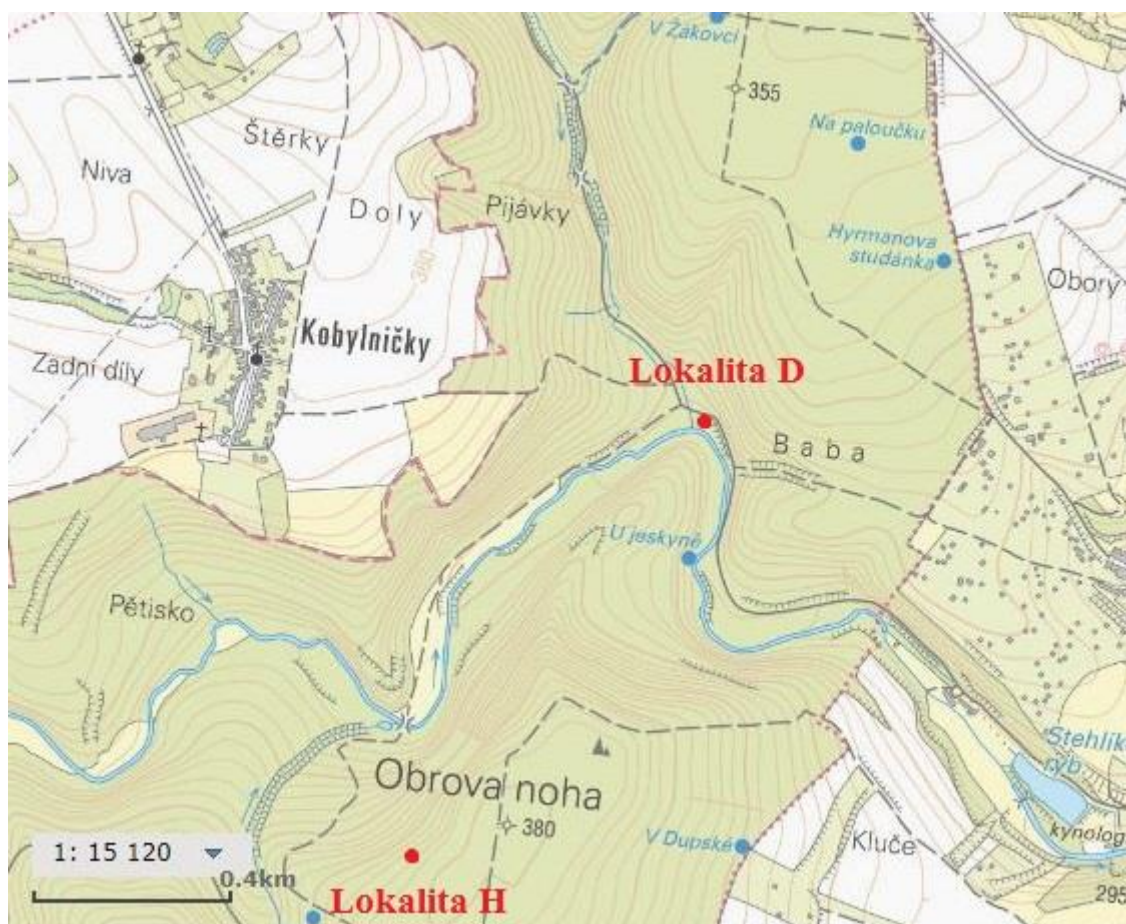 V Žakovci
355
Štěrky
Na paloučku
Niva
Doly
Pijávky
380
Hyrmanova
studánka
Obory
Kobylničky
Zadní díly
Lokalita D
Baba
U jeskyně
Pětisko
Obrova noha
Stehlík
ryb.
380
V Dupské
Kluče
kynolog
1: 15 120
0.4km
Lokalita H
295